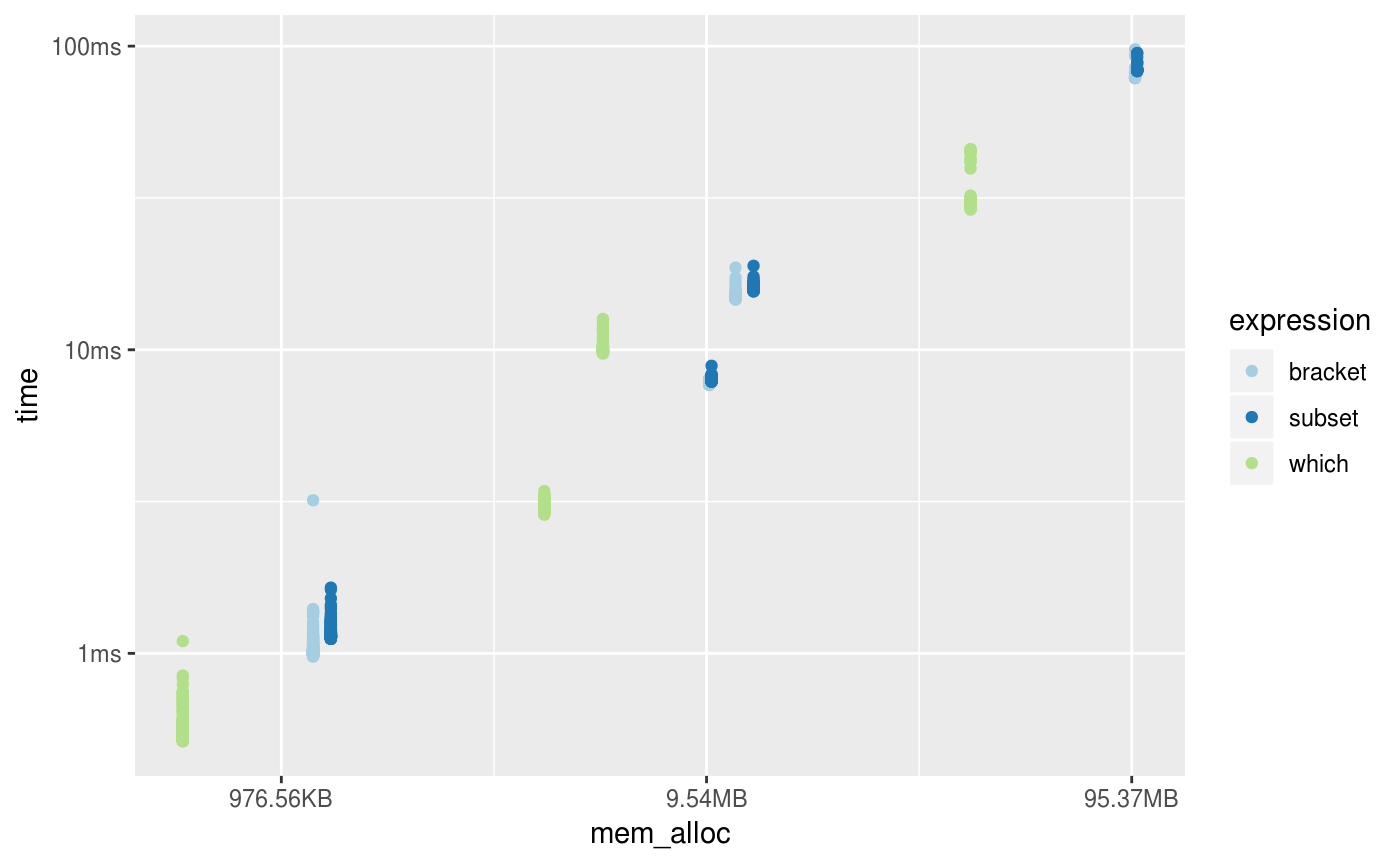 100ms
10ms
1ms
time
976.56KB
9.54MB
95.37MB
mem_alloc
expression
bracket
subset
which